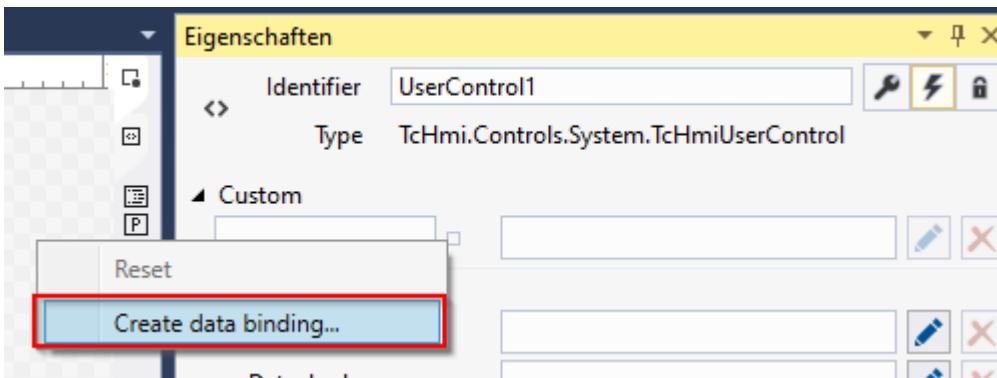 Eigenschaften
Identifier UserControl1
Type TcHmi.Controls.System.TcHmiUserControl
Custom
P
Reset
Create data binding...